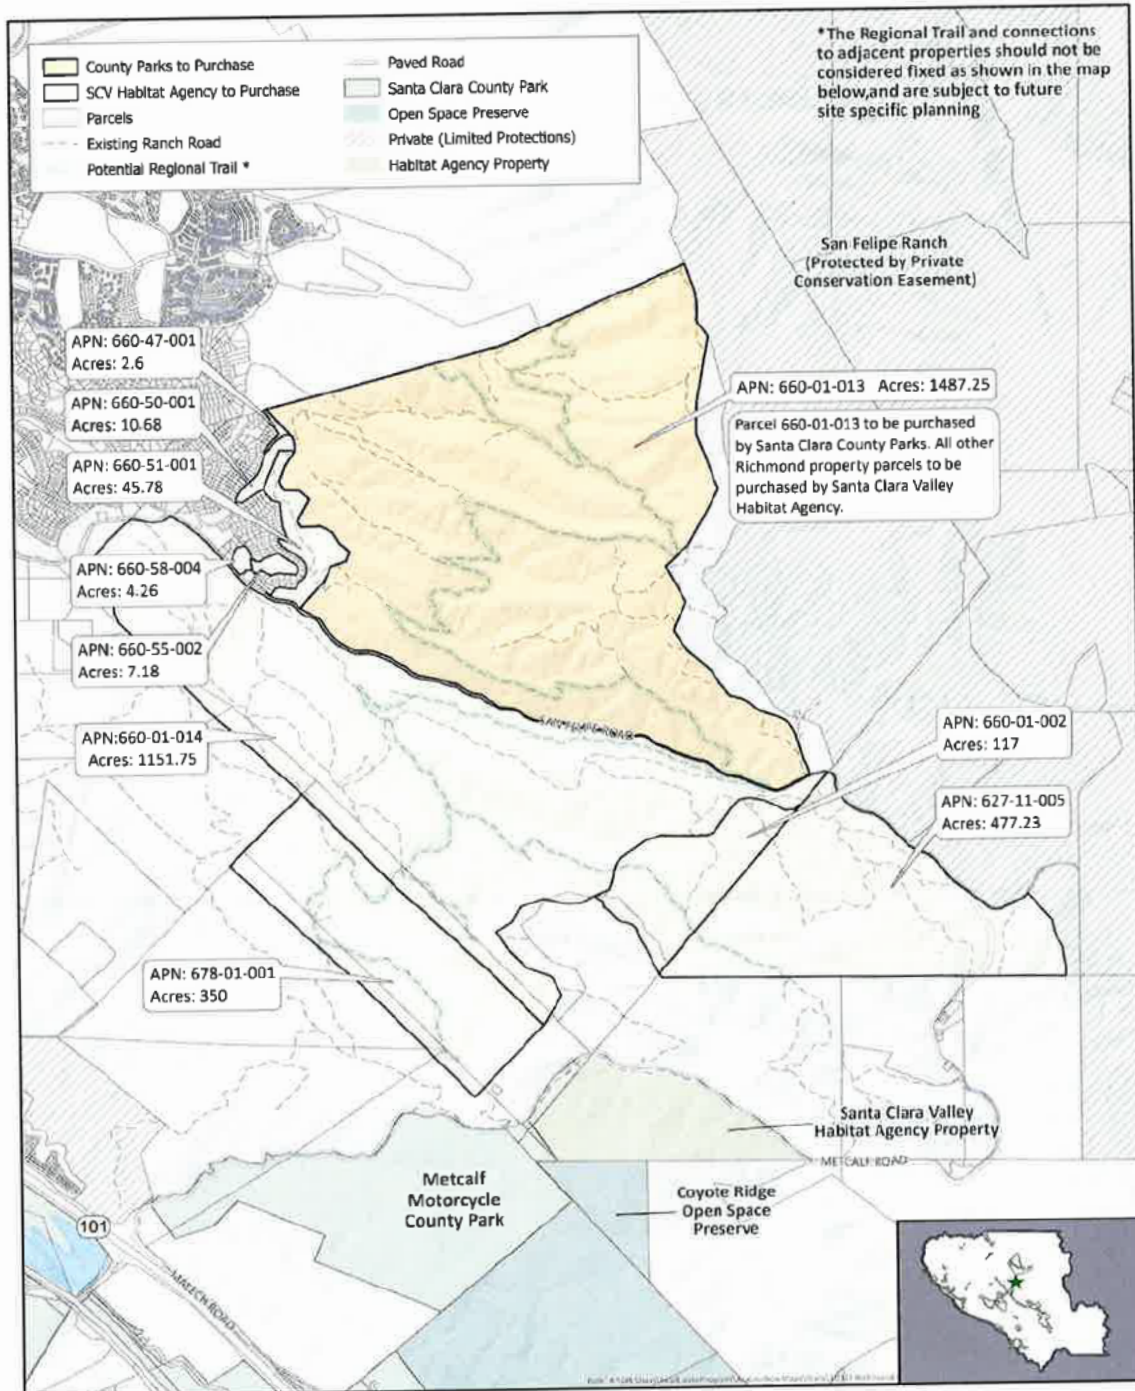 *The Regional Trail and connections
to adjacent properties should not be
considered fixed as shown in the map
below,and are subject to future
site specific planning
County Parks to Purchase
SCV Habitat Agency to Purchase
Parcels
Existing Ranch Road
Potential Regional Trail *
Paved Road
Santa Clara County Park
Open Space Preserve
Private (Limited Protections)
Habitat Agency Property
San Felipe Ranch
(Protected by Private
Conservation Easement)
APN: 660-47-001
Acres: 2.6
APN: 660-50-001
Acres: 10.68
APN: 660-51-001
Acres: 45.78
APN: 660-58-004
Acres: 4.26
APN: 660-55-002
Acres: 7.18
APN:660-01-014
Acres: 1151.75
APN: 660-01-013 Acres: 1487.25
Parcel 660-01-013 to be purchased
by Santa Clara County Parks. All other
Richmond property parcels to be
purchased by Santa Clara Valley
Habitat Agency.
SAN FELIPE ROAD
APN: 660-01-002
Acres: 117
APN: 627-11-005
Acres: 477.23
APN: 678-01-001
Acres: 350
Santa Clara Valley
Habitat Agency Property
METCALF ROAD
Metcalf
Motorcycle
County Park
Coyote Ridge
Open Space
Preserve
101
MALECH ROAD